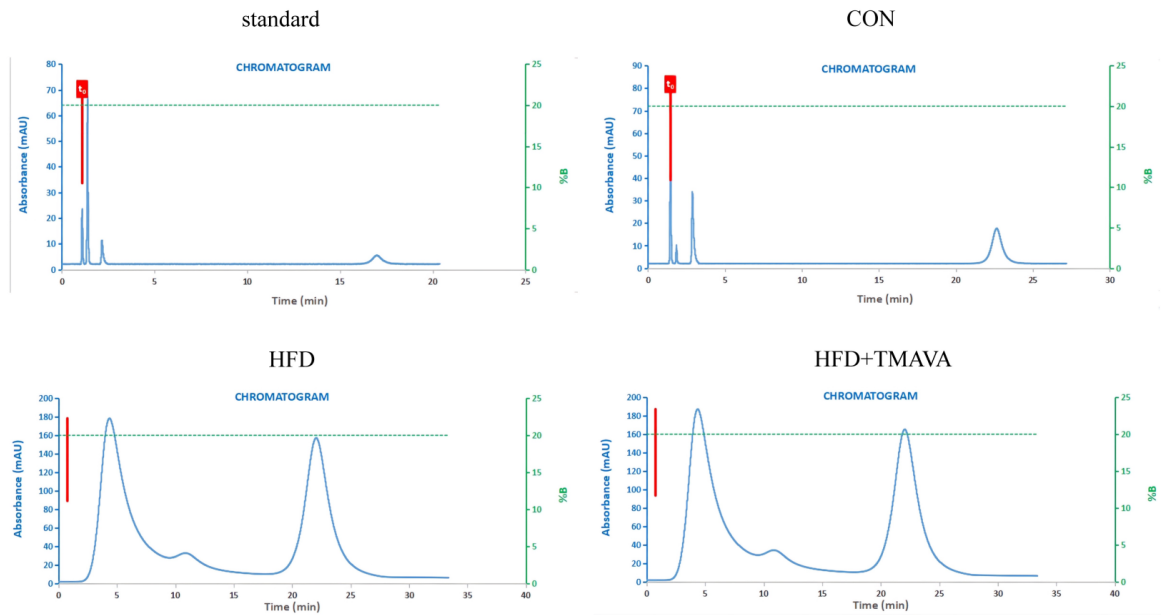 standard
CHROMATOGRAM
Absorbance (mAU)
80
70
60
50
40
30
20
10
0
t₀
25
20
15
10
5
0
%B
0 5 10 15 20 25
Time (min)
CON
CHROMATOGRAM
Absorbance (mAU)
90
80
70
60
50
40
30
20
10
0
t₀
25
20
15
10
5
0
%B
0 5 10 15 20 25 30
Time (min)
HFD
CHROMATOGRAM
Absorbance (mAU)
200
180
160
140
120
100
80
60
40
20
0
25
20
15
10
5
0
%B
0 5 10 15 20 25 30 35 40
Time (min)
HFD+TMAVA
CHROMATOGRAM
Absorbance (mAU)
200
180
160
140
120
100
80
60
40
20
0
25
20
15
10
5
0
%B
0 5 10 15 20 25 30 35 40
Time (min)